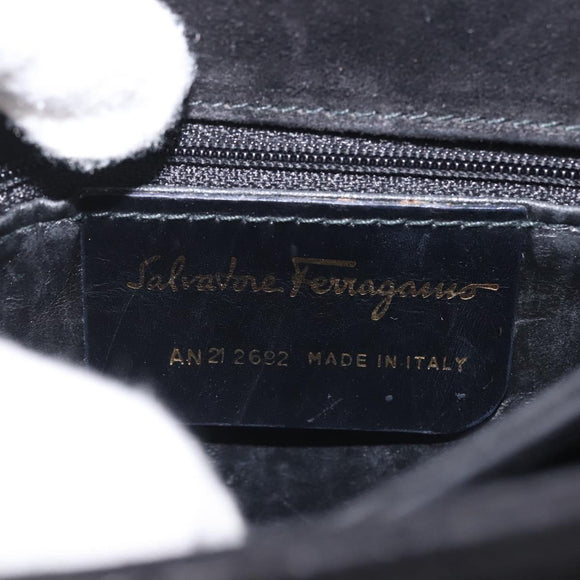 Salvatore Ferragamo
AN 21 2692 MADE IN ITALY